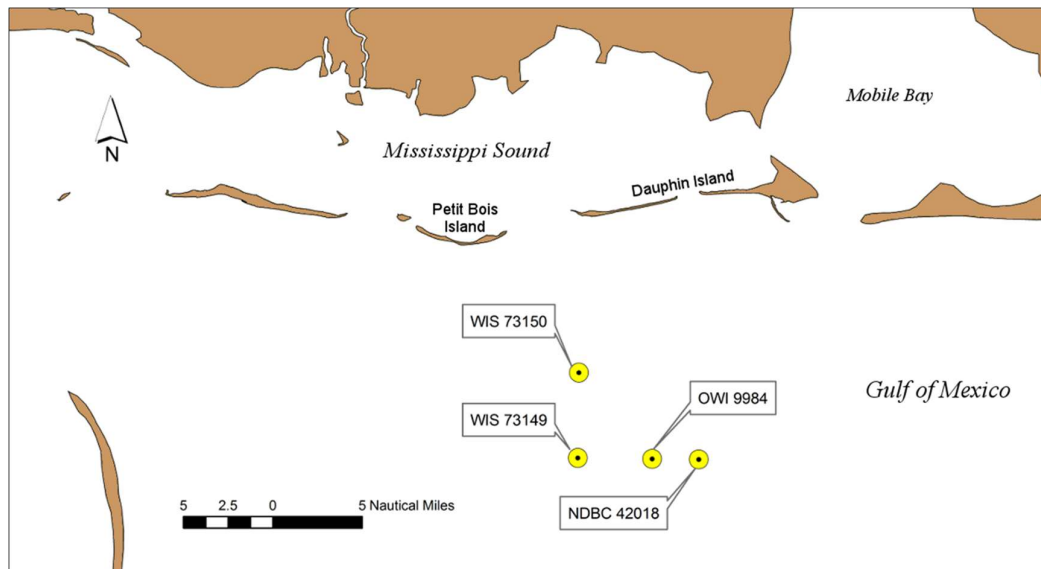 Mobile Bay
N
Mississippi Sound
Dauphin Island
Petit Bois
Island
WIS 73150
OWI 9984
Gulf of Mexico
WIS 73149
5 2.5 0 5 Nautical Miles
NDBC 42018